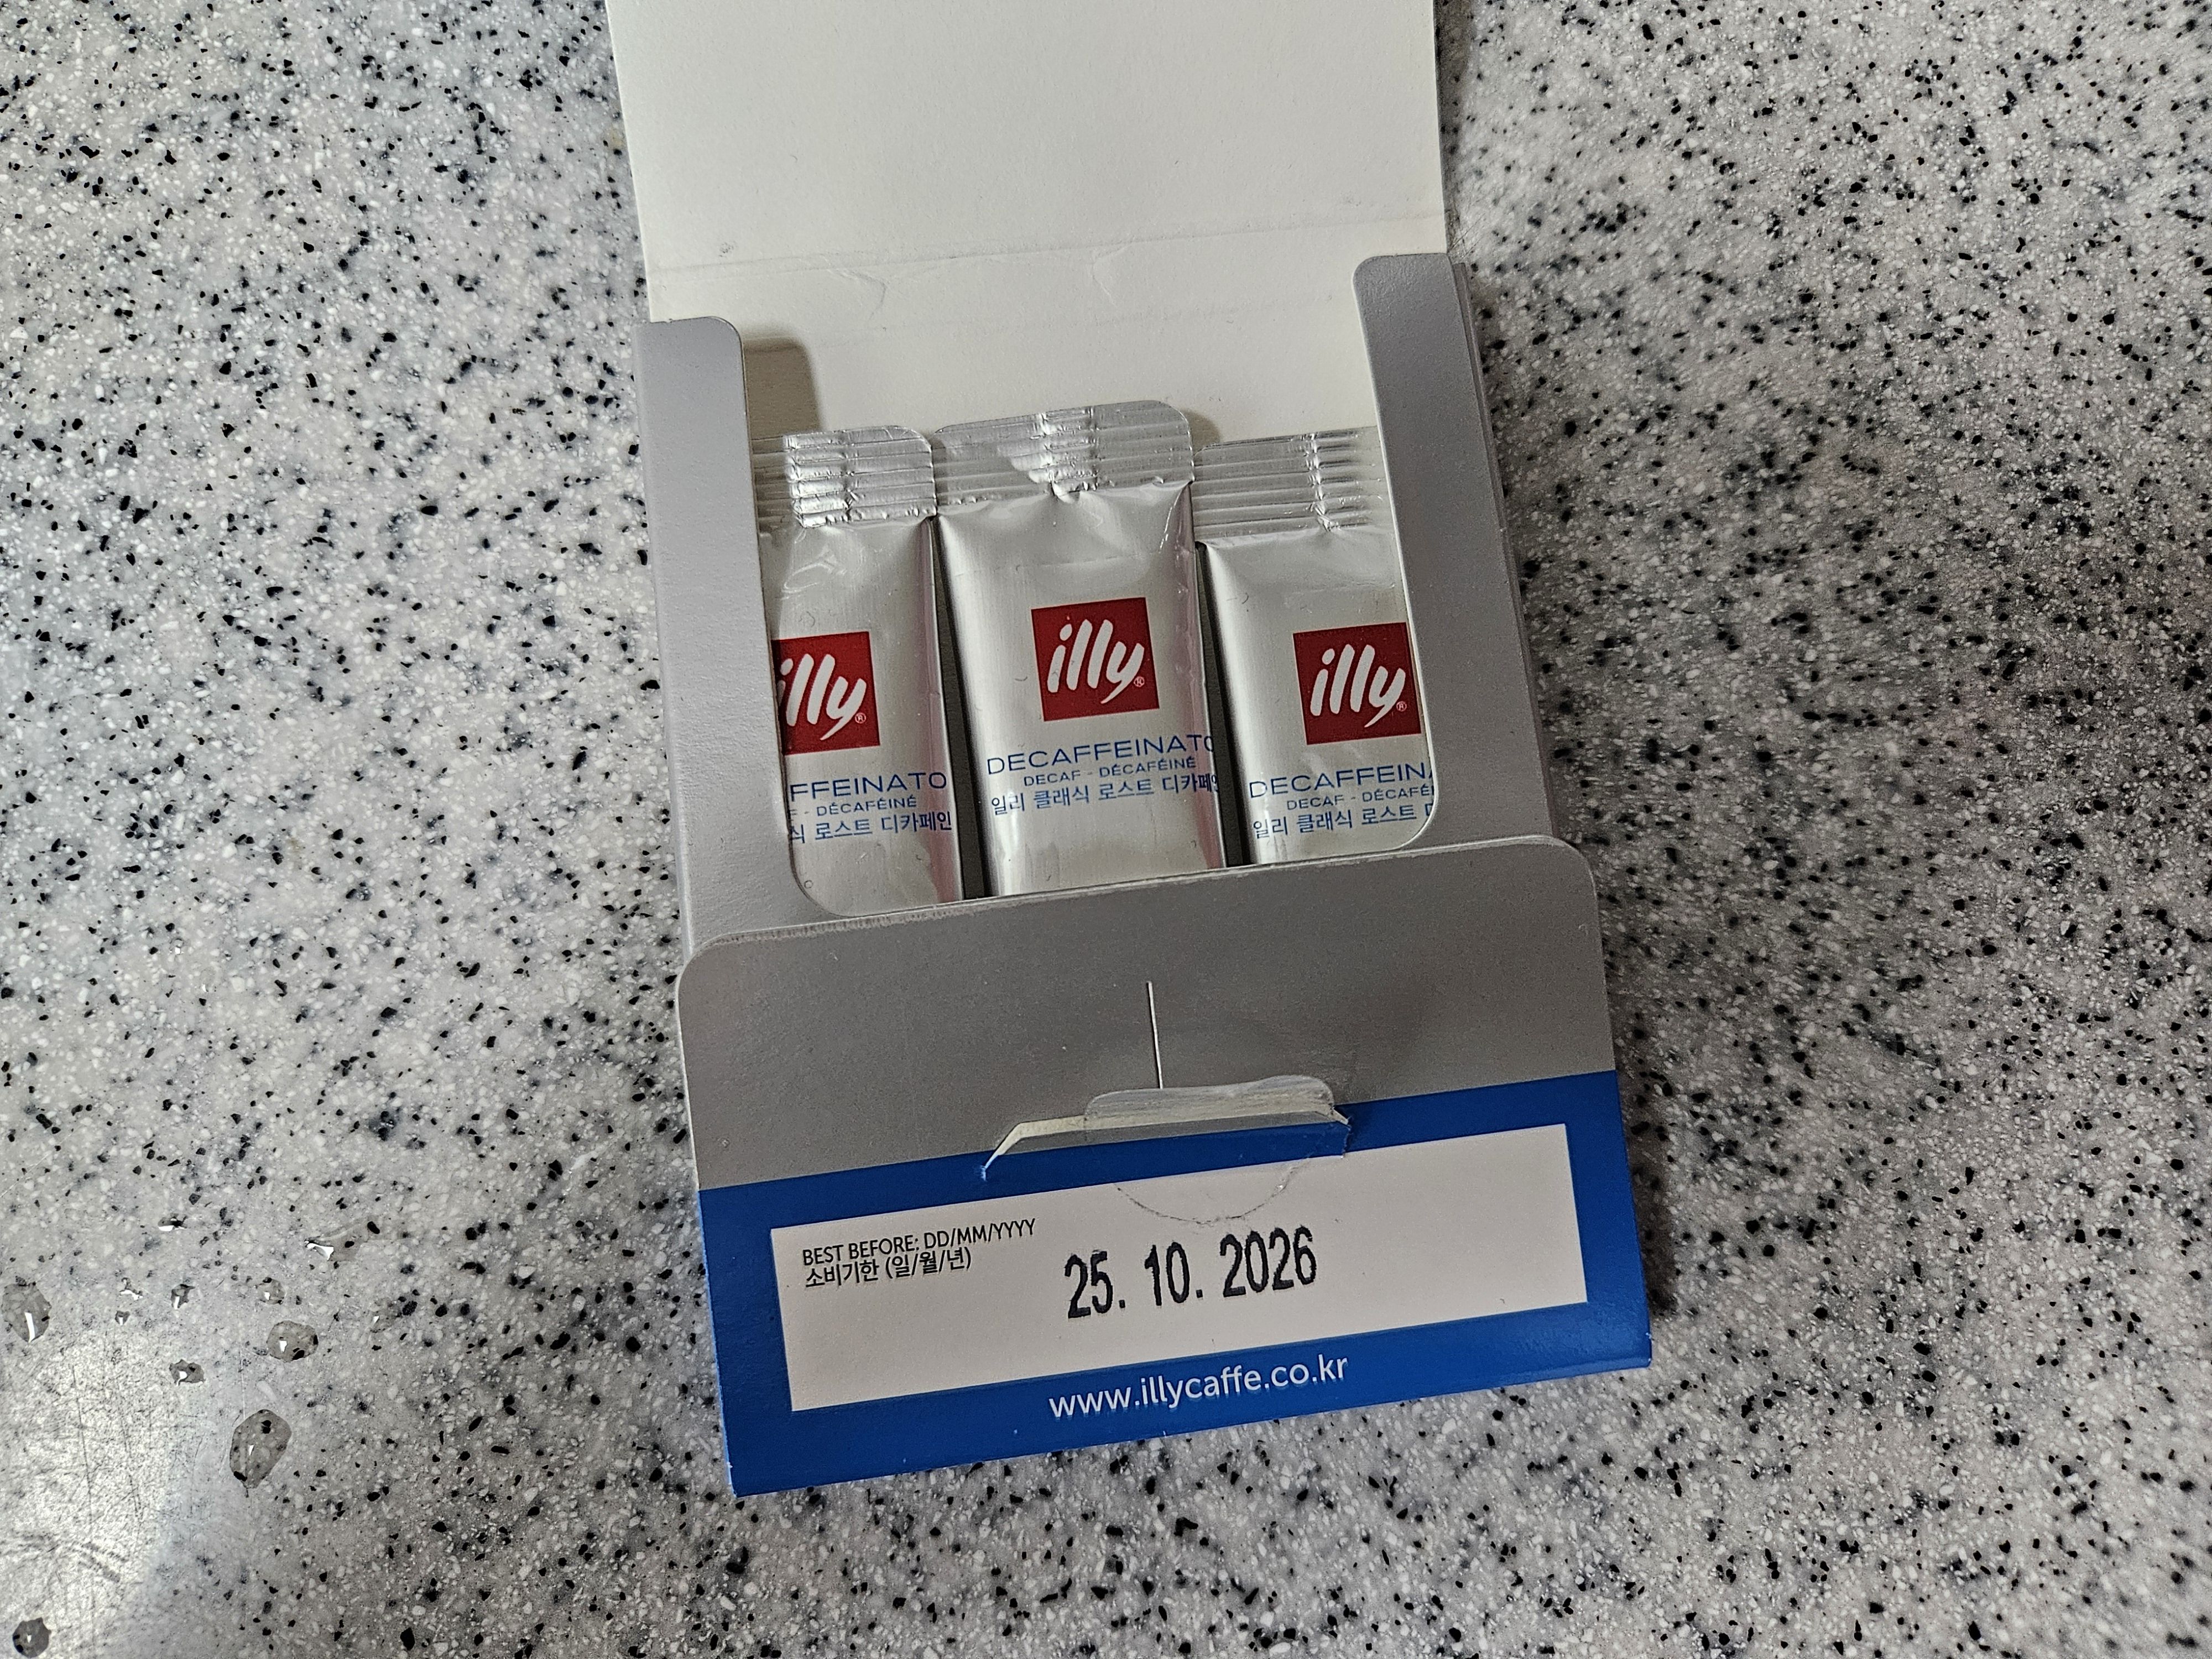 illy®
illy®
illy®
FFEINATO
- DÉCAFÉINÉ
로스트 디카페인
DECAFFEINATO
DECAF - DÉCAFÉINÉ
일리 클래식 로스트 디카페인
DECAFFEINA
DECAF - DÉCAFÉI
일리 클래식 로스트
BEST BEFORE: DD/MM/YYYY
소비기한 (일/월/년)
25. 10. 2026
www.illycaffe.co.kr